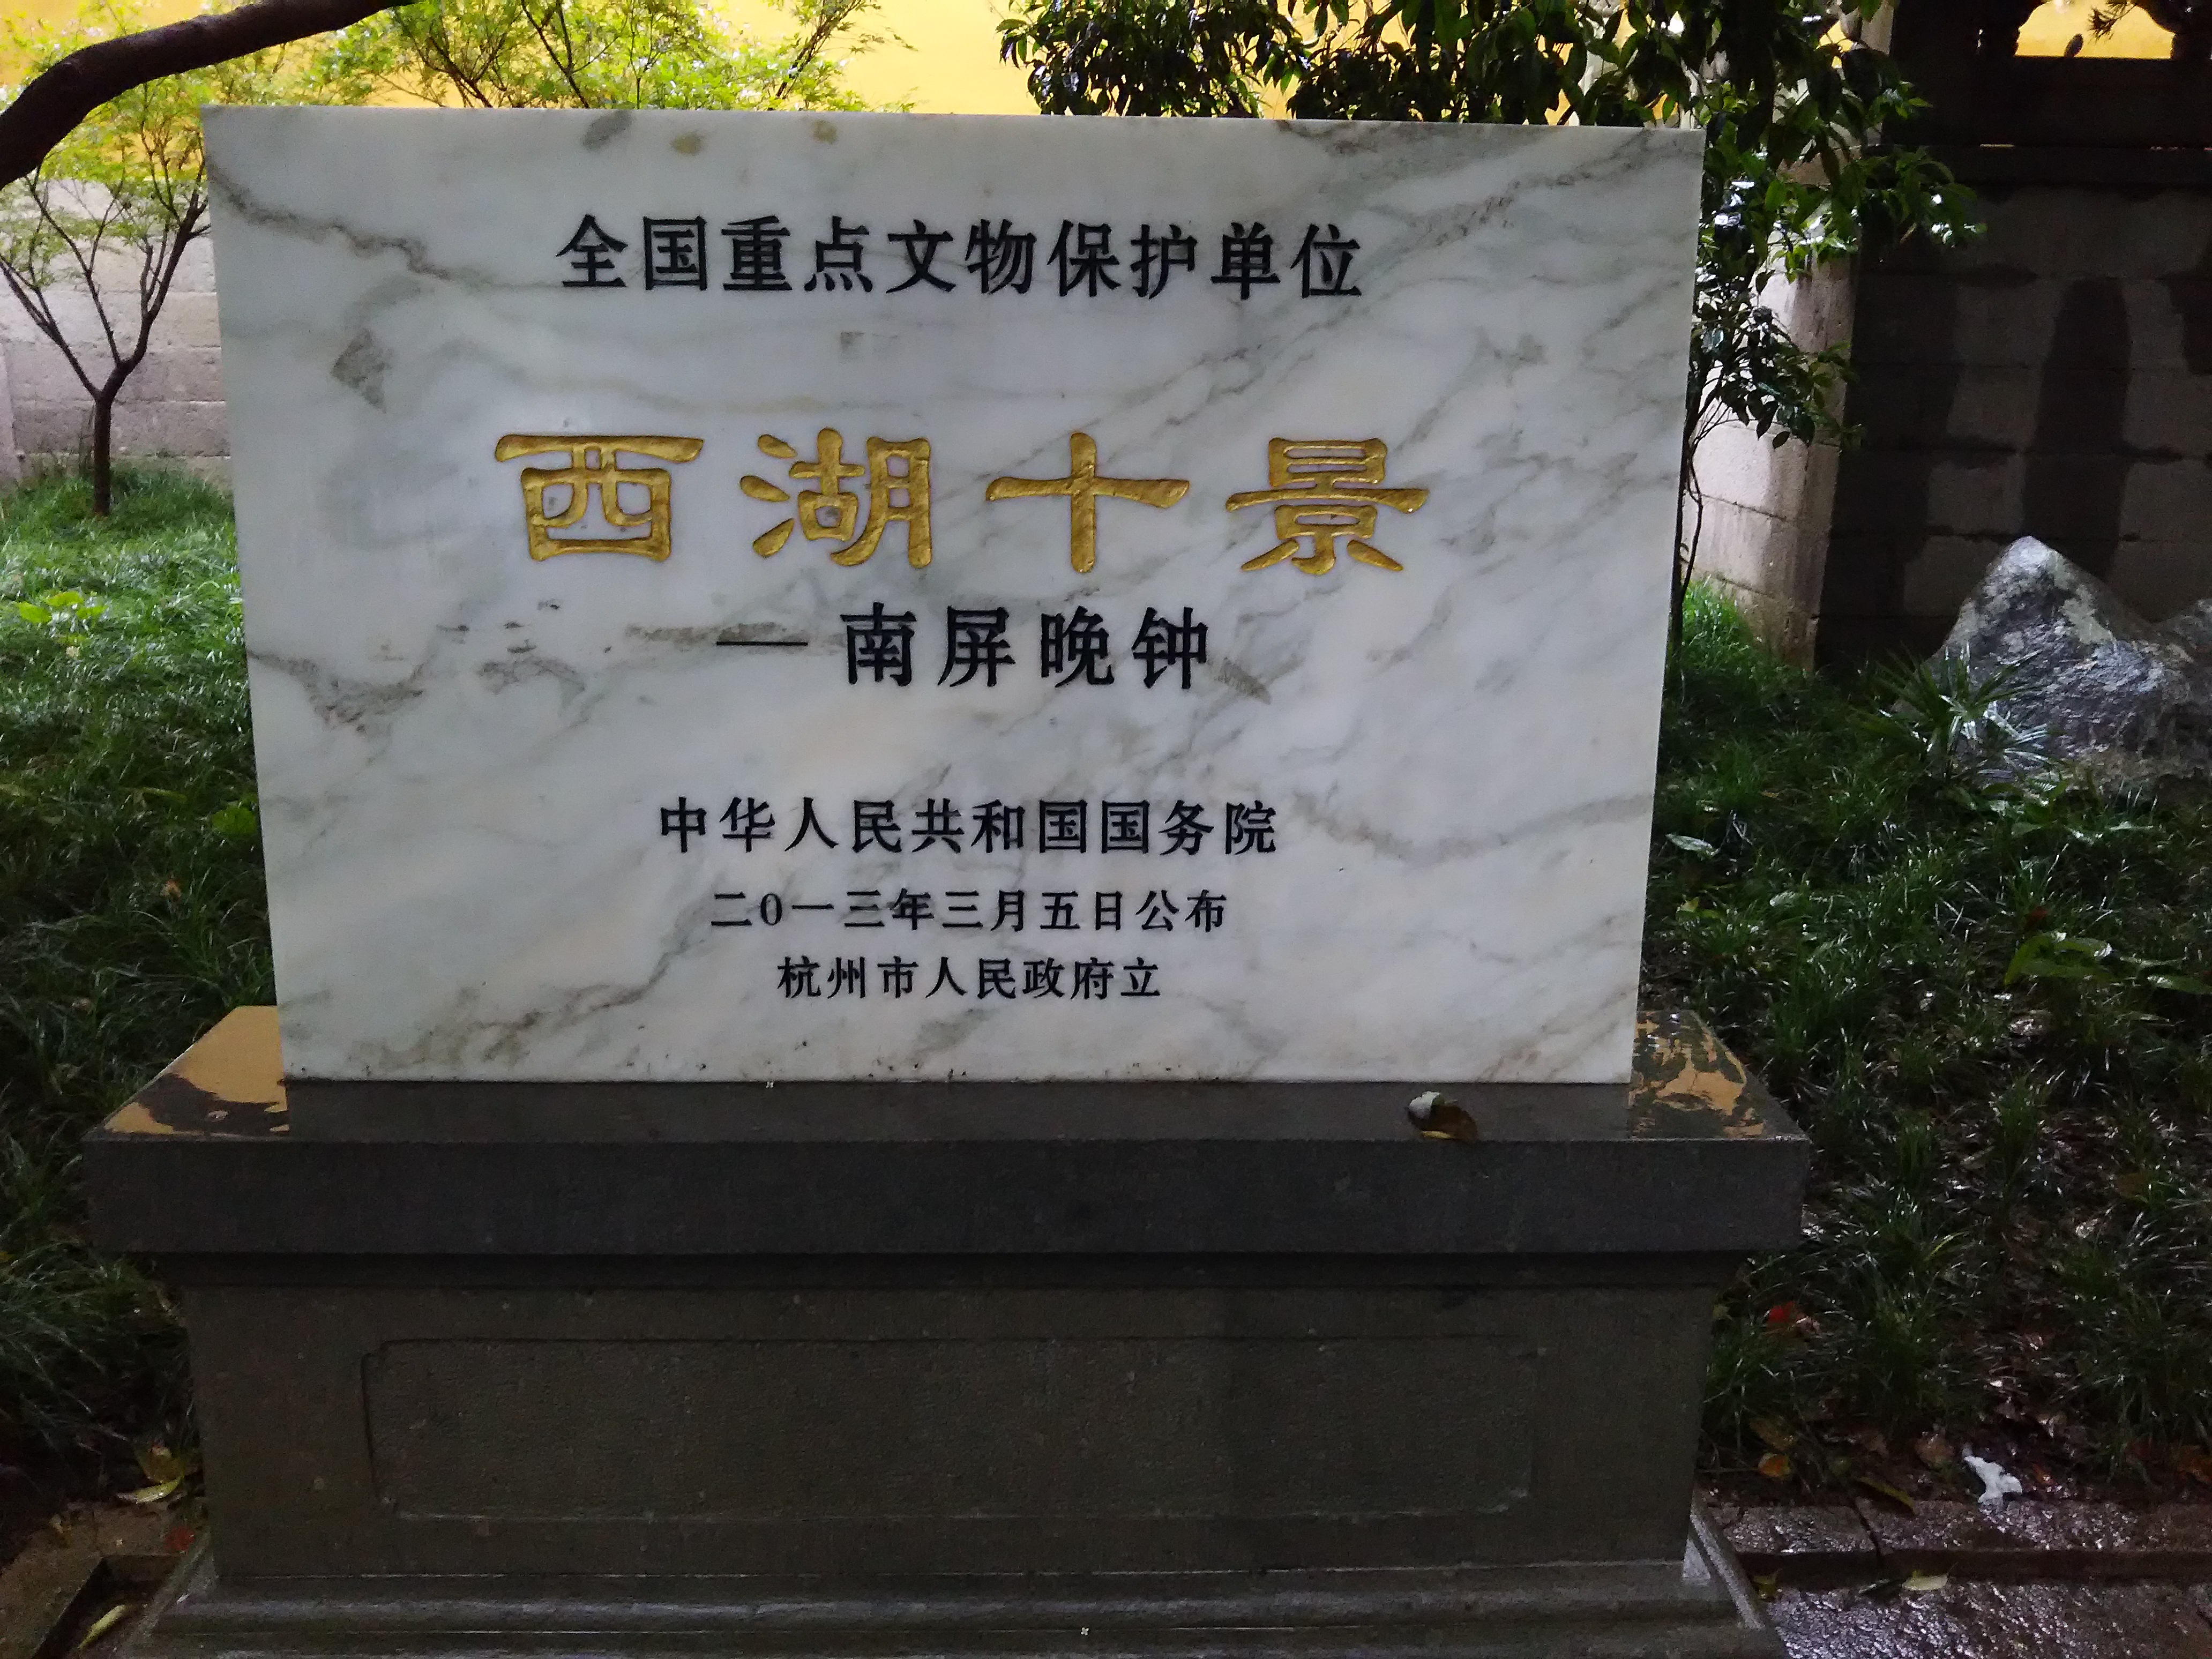 全国重点文物保护单位
西湖十景
—南屏晚钟
中华人民共和国国务院
二0一三年三月五日公布
杭州市人民政府立